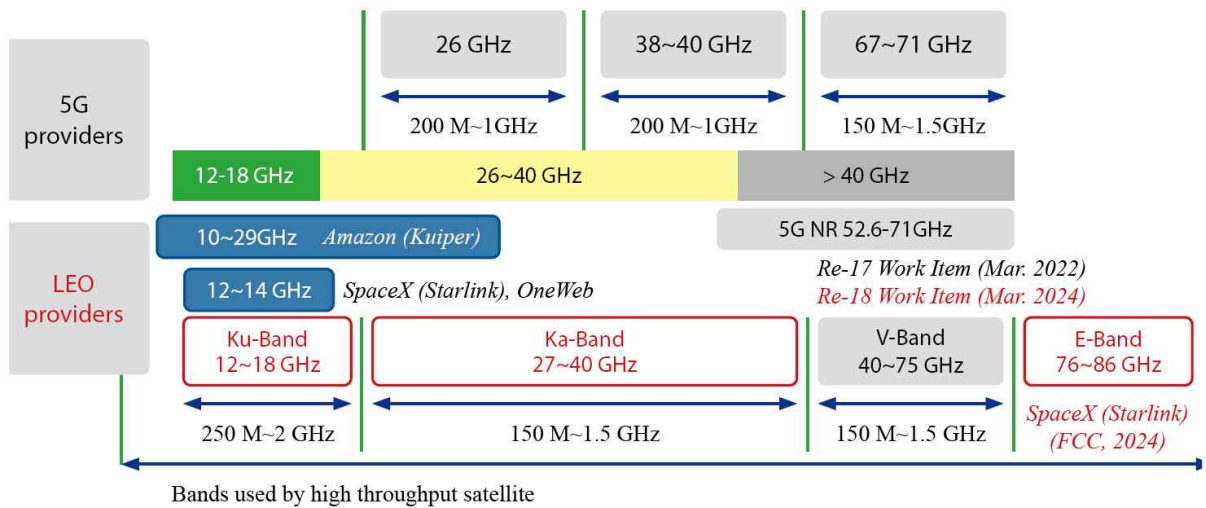 5G
providers
26 GHz
38~40 GHz
67~71 GHz
200 M~1GHz
200 M~1GHz
150 M~1.5GHz
12-18 GHz
26~40 GHz
> 40 GHz
LEO
providers
10~29GHz Amazon (Kuiper)
5G NR 52.6-71GHz
12~14 GHz
SpaceX (Starlink), OneWeb
Re-17 Work Item (Mar. 2022)
Re-18 Work Item (Mar. 2024)
Ku-Band
12~18 GHz
Ka-Band
27~40 GHz
V-Band
40~75 GHz
E-Band
76~86 GHz
250 M~2 GHz
150 M~1.5 GHz
150 M~1.5 GHz
SpaceX (Starlink)
(FCC, 2024)
Bands used by high throughput satellite